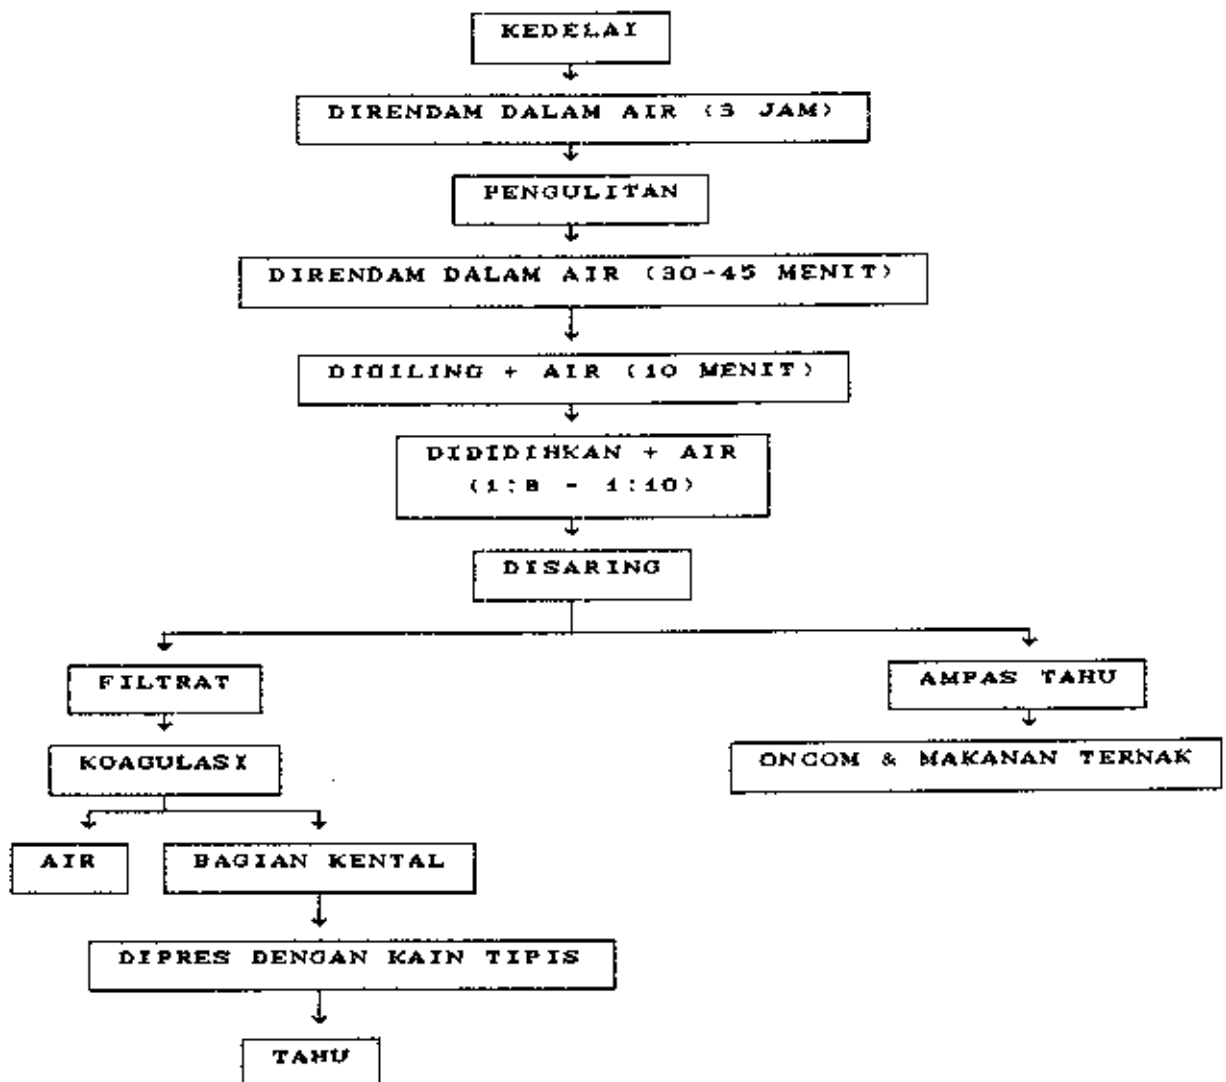 KEDELAI
DIRENDAM DALAM AIR (3 JAM)
PENGULITAN
DIRENDAM DALAM AIR (30-45 MENIT)
DIGILING + AIR (10 MENIT)
DIDIDIHKAN + AIR
(1:8 - 1:10)
DISARING
FILTRAT
AMPAS TAHU
KOAGULASI
ONCOM & MAKANAN TERNAK
AIR
BAGIAN KENTAL
DIPRES DENGAN KAIN TIPIS
TAHU